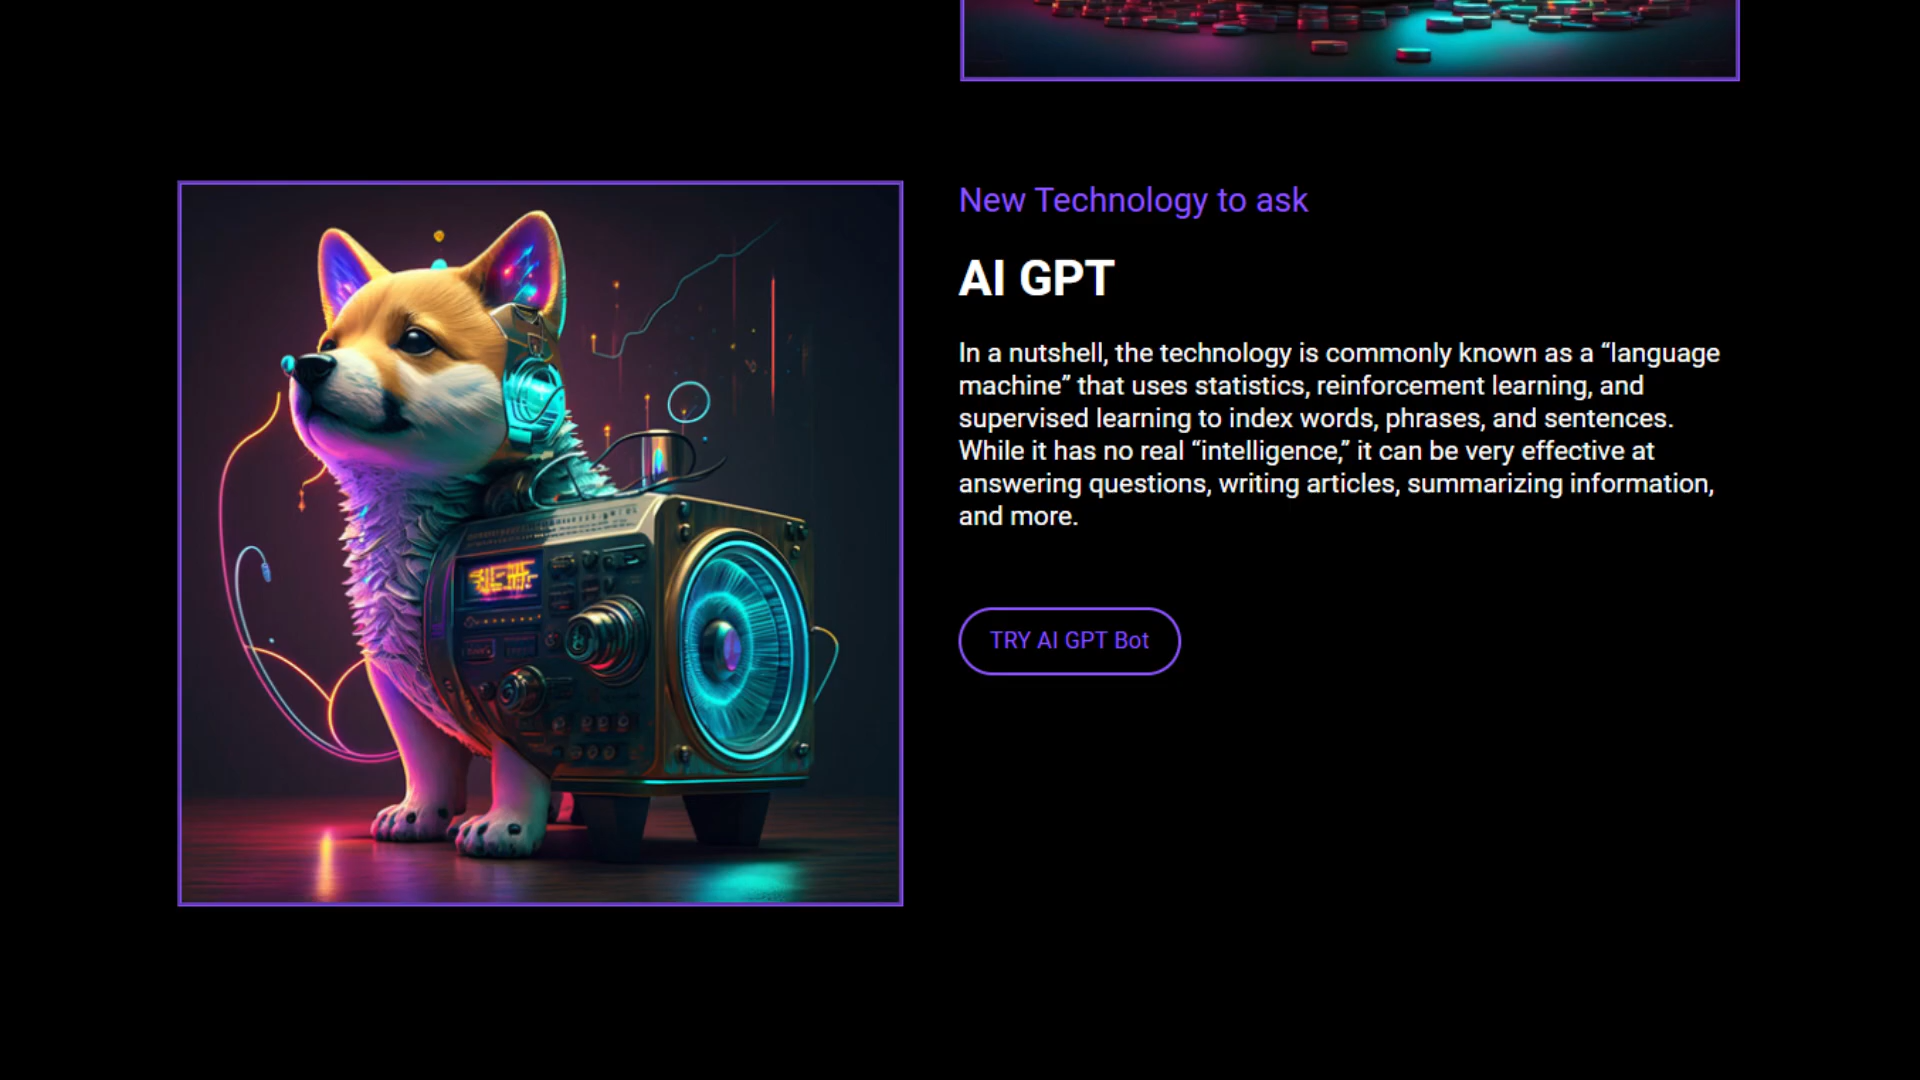 New Technology to ask
AI GPT
In a nutshell, the technology is commonly known as a “language
machine” that uses statistics, reinforcement learning, and
supervised learning to index words, phrases, and sentences.
While it has no real “intelligence,” it can be very effective at
answering questions, writing articles, summarizing information,
and more.
TRY AI GPT Bot